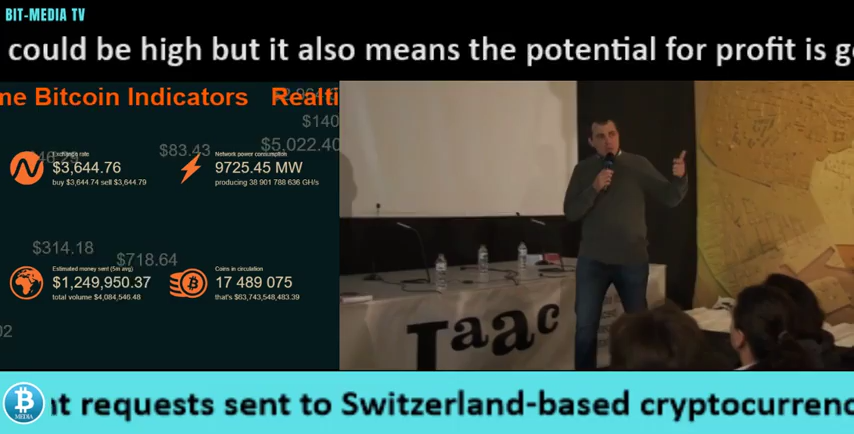 BIT-MEDIA TV
could be high but it also means the potential for profit is g
me Bitcoin Indicators Realti
$140
$83.43
$5,022.40
Exchange rate
$3,644.76
buy $3,644.74 sell $3,644.79
Network power consumption
9725.45 MW
producing 38 901 788 636 GH/s
$314.18
$718.64
Estimated money sent (5m avg)
$1,249,950.37
total volume $4,084,546.48
Coins in circulation
17 489 075
that's $63,743,548,483.39
02
Taac
BMEDIA
nt requests sent to Switzerland-based cryptocurrenc